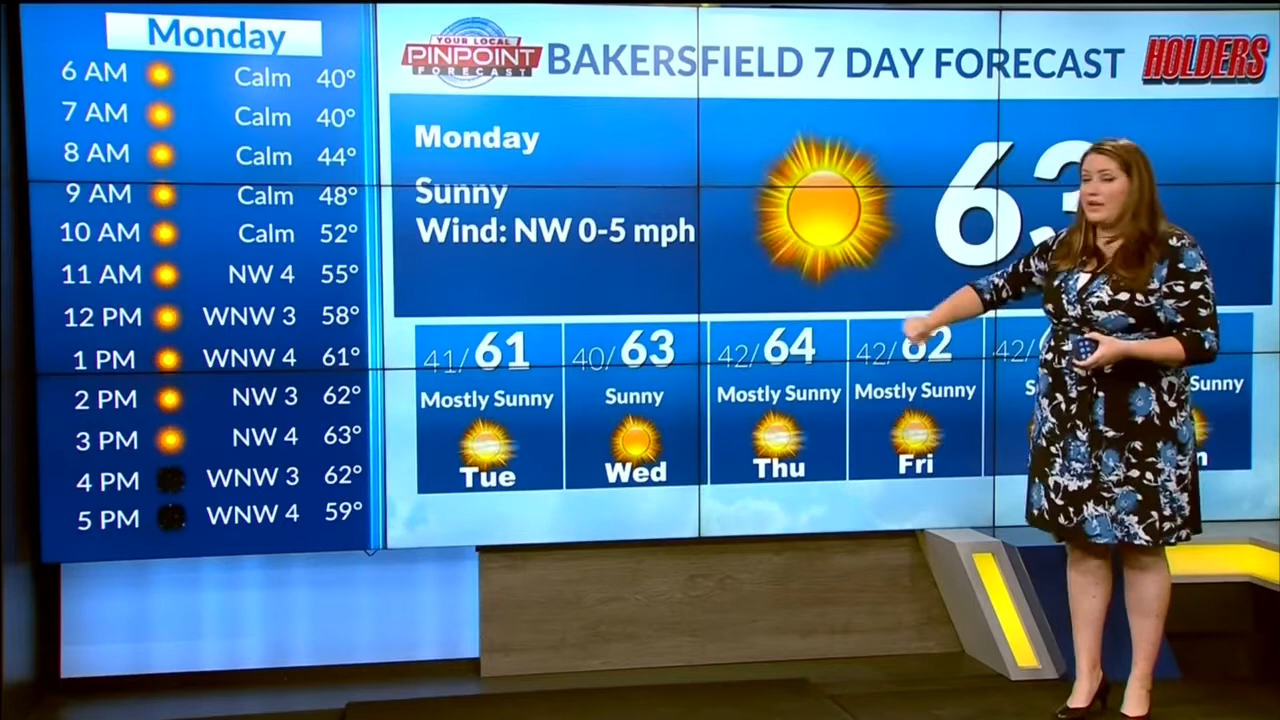 Monday
6 AM Calm 40°
7 AM Calm 40°
8 AM Calm 44°
9 AM Calm 48°
10 AM Calm 52°
11 AM NW 4 55°
12 PM WNW 3 58°
1 PM WNW 4 61°
2 PM NW 3 62°
3 PM NW 4 63°
4 PM WNW 3 62°
5 PM WNW 4 59°
YOUR LOCAL
PINPOINT
FORECAST
BAKERSFIELD 7 DAY FORECAST
HOLDERS
Monday
Sunny
Wind: NW 0-5 mph
63
41/61
Mostly Sunny
Tue
40/63
Sunny
Wed
42/64
Mostly Sunny
Thu
42/62
Mostly Sunny
Fri
42/
Sunny